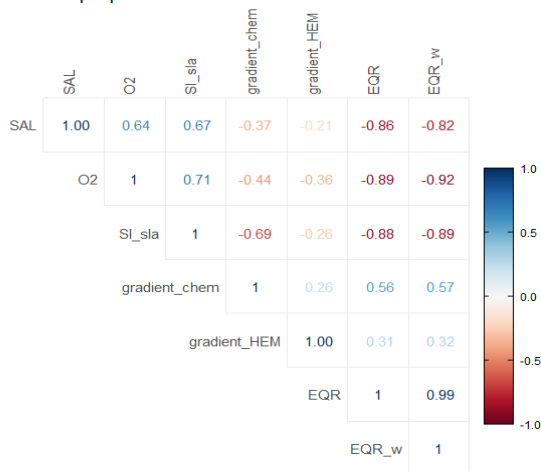 SAL
O2
SI_sla
gradient_chem
gradient_HEM
EQR
EQR_w
SAL 1.00 0.64 0.67 -0.37 -0.21 -0.86 -0.82
O2 1 0.71 -0.44 -0.36 -0.89 -0.92
SI_sla 1 -0.69 -0.26 -0.88 -0.89
gradient_chem 1 0.26 0.56 0.57
gradient_HEM 1.00 0.31 0.32
EQR 1 0.99
EQR_w 1
1.0
0.5
0.0
-0.5
-1.0